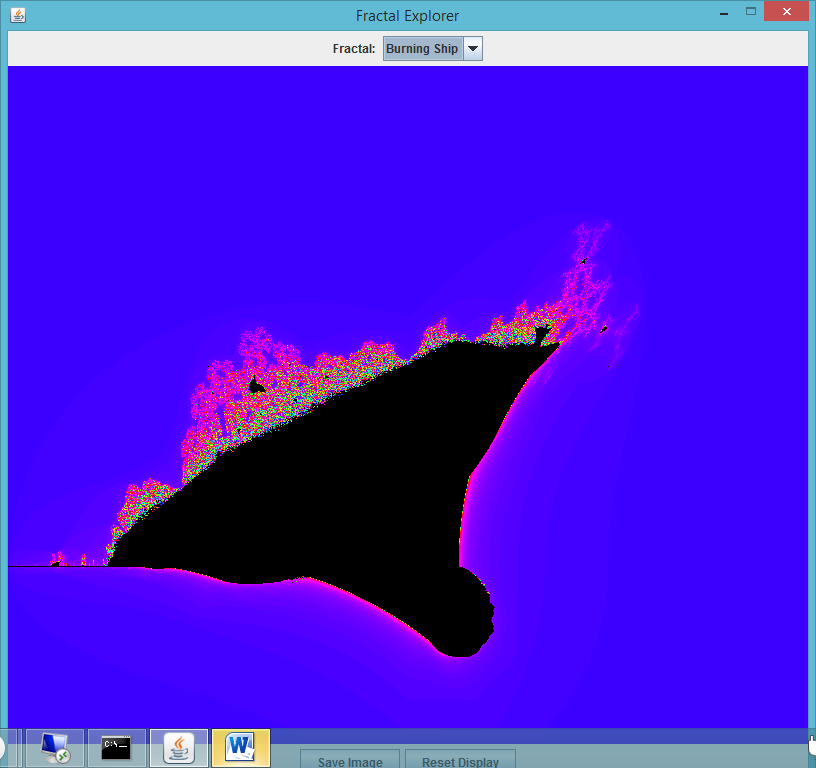 Fractal Explorer
Fractal: Burning Ship
C:\
W
Save Image Reset Display